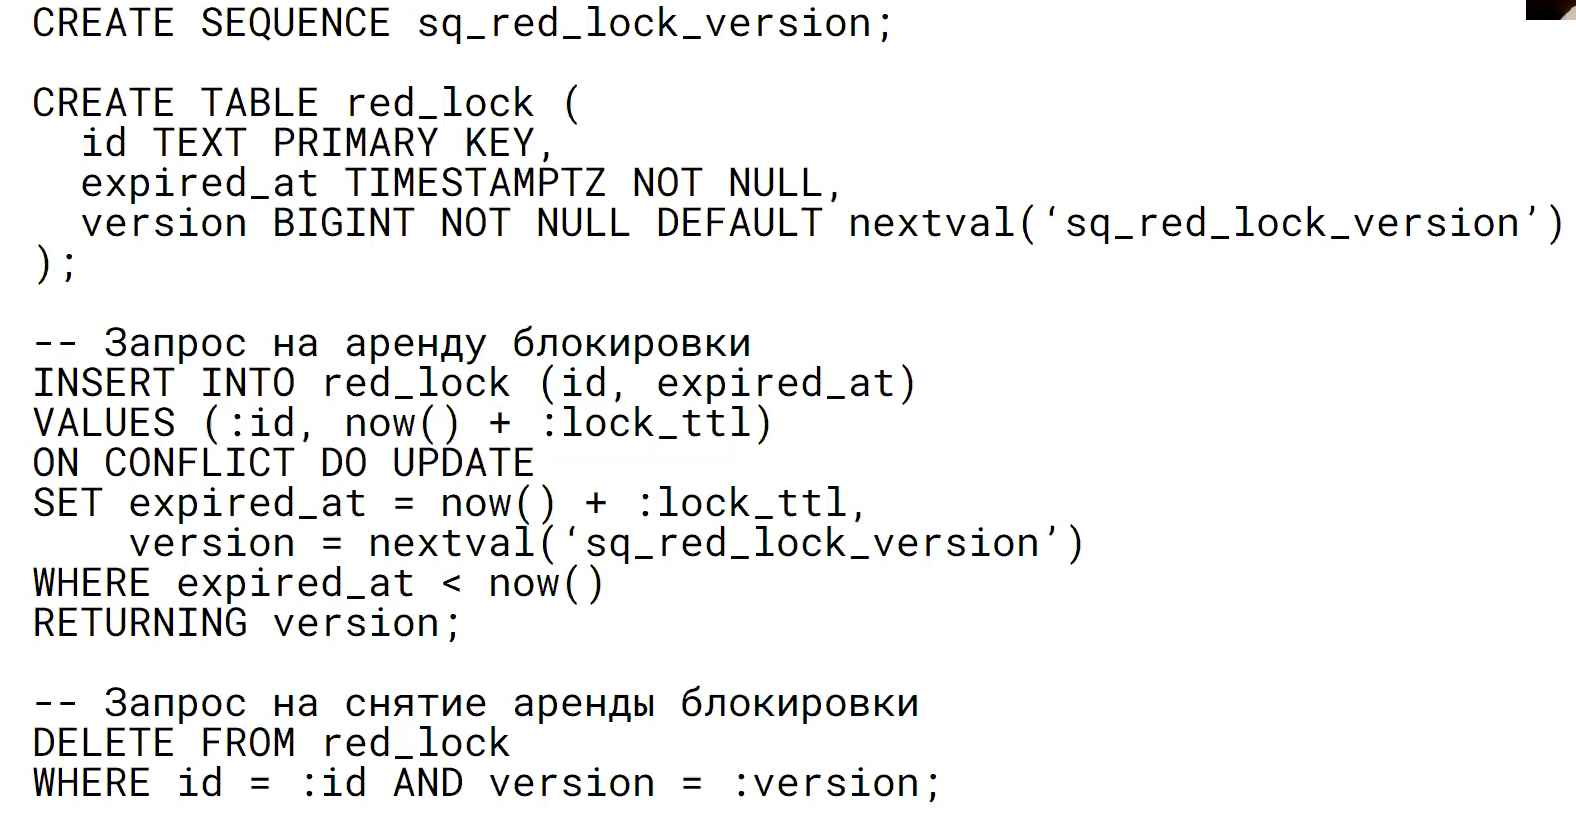 CREATE SEQUENCE sq_red_lock_version;
CREATE TABLE red_lock (
id TEXT PRIMARY KEY,
expired_at TIMESTAMPTZ NOT NULL,
version BIGINT NOT NULL DEFAULT nextval(‘sq_red_lock_version’)
);
-- Запрос на аренду блокировки
INSERT INTO red_lock (id, expired_at)
VALUES (:id, now() + :lock_ttl)
ON CONFLICT DO UPDATE
SET expired_at = now() + :lock_ttl,
version = nextval(‘sq_red_lock_version’)
WHERE expired_at < now()
RETURNING version;
-- Запрос на снятие аренды блокировки
DELETE FROM red_lock
WHERE id = :id AND version = :version;